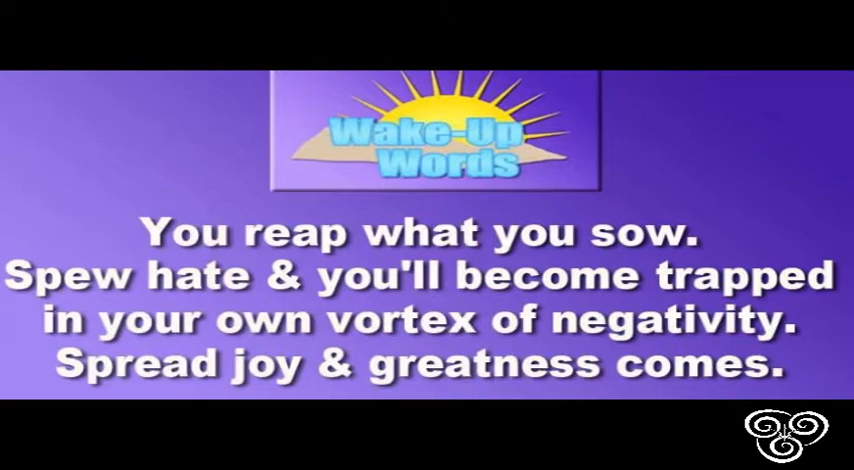 Wake-Up
Words
You reap what you sow.
Spew hate & you'll become trapped
in your own vortex of negativity.
Spread joy & greatness comes.